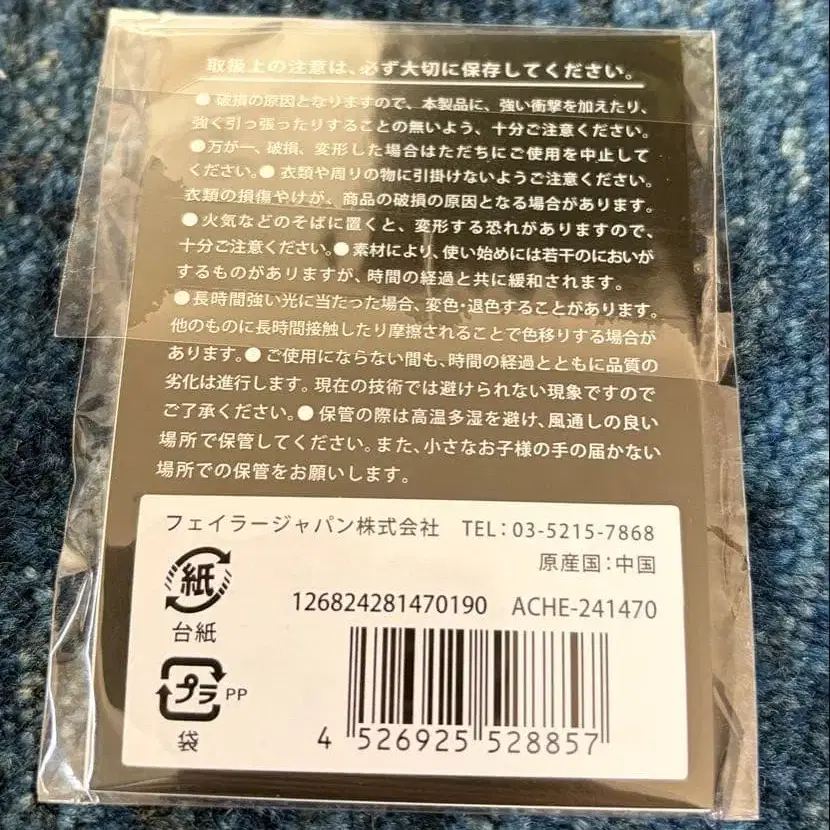 取扱上の注意は、必ず大切に保存してください。
● 破損の原因となりますので、本製品に、強い衝撃を加えたり、
強く引っ張ったりすることの無いよう、十分ご注意ください。
●万が一、破損、変形した場合はただちにご使用を中止して
ください。● 衣類や周りの物に引掛けないようご注意ください。
衣類の損傷やけが、商品の破損の原因となる場合があります。
● 火気などのそばに置くと、変形する恐れがありますので、
十分ご注意ください。● 素材により、使い始めには若干のにおいが
するものがありますが、時間の経過と共に緩和されます。
● 長時間強い光に当たった場合、変色・退色することがあります。
他のものに長時間接触したり摩擦されることで色移りする場合が
あります。● ご使用にならない間も、時間の経過とともに品質の
劣化は進行します。現在の技術では避けられない現象ですので
ご了承ください。● 保管の際は高温多湿を避け、風通しの良い
場所で保管してください。また、小さなお子様の手の届かない
場所での保管をお願いします。
フェイラージャパン株式会社 TEL：03-5215-7868
原産国：中国
紙
台紙
126824281470190 ACHE-241470
プラ PP
袋
4 526925 528857